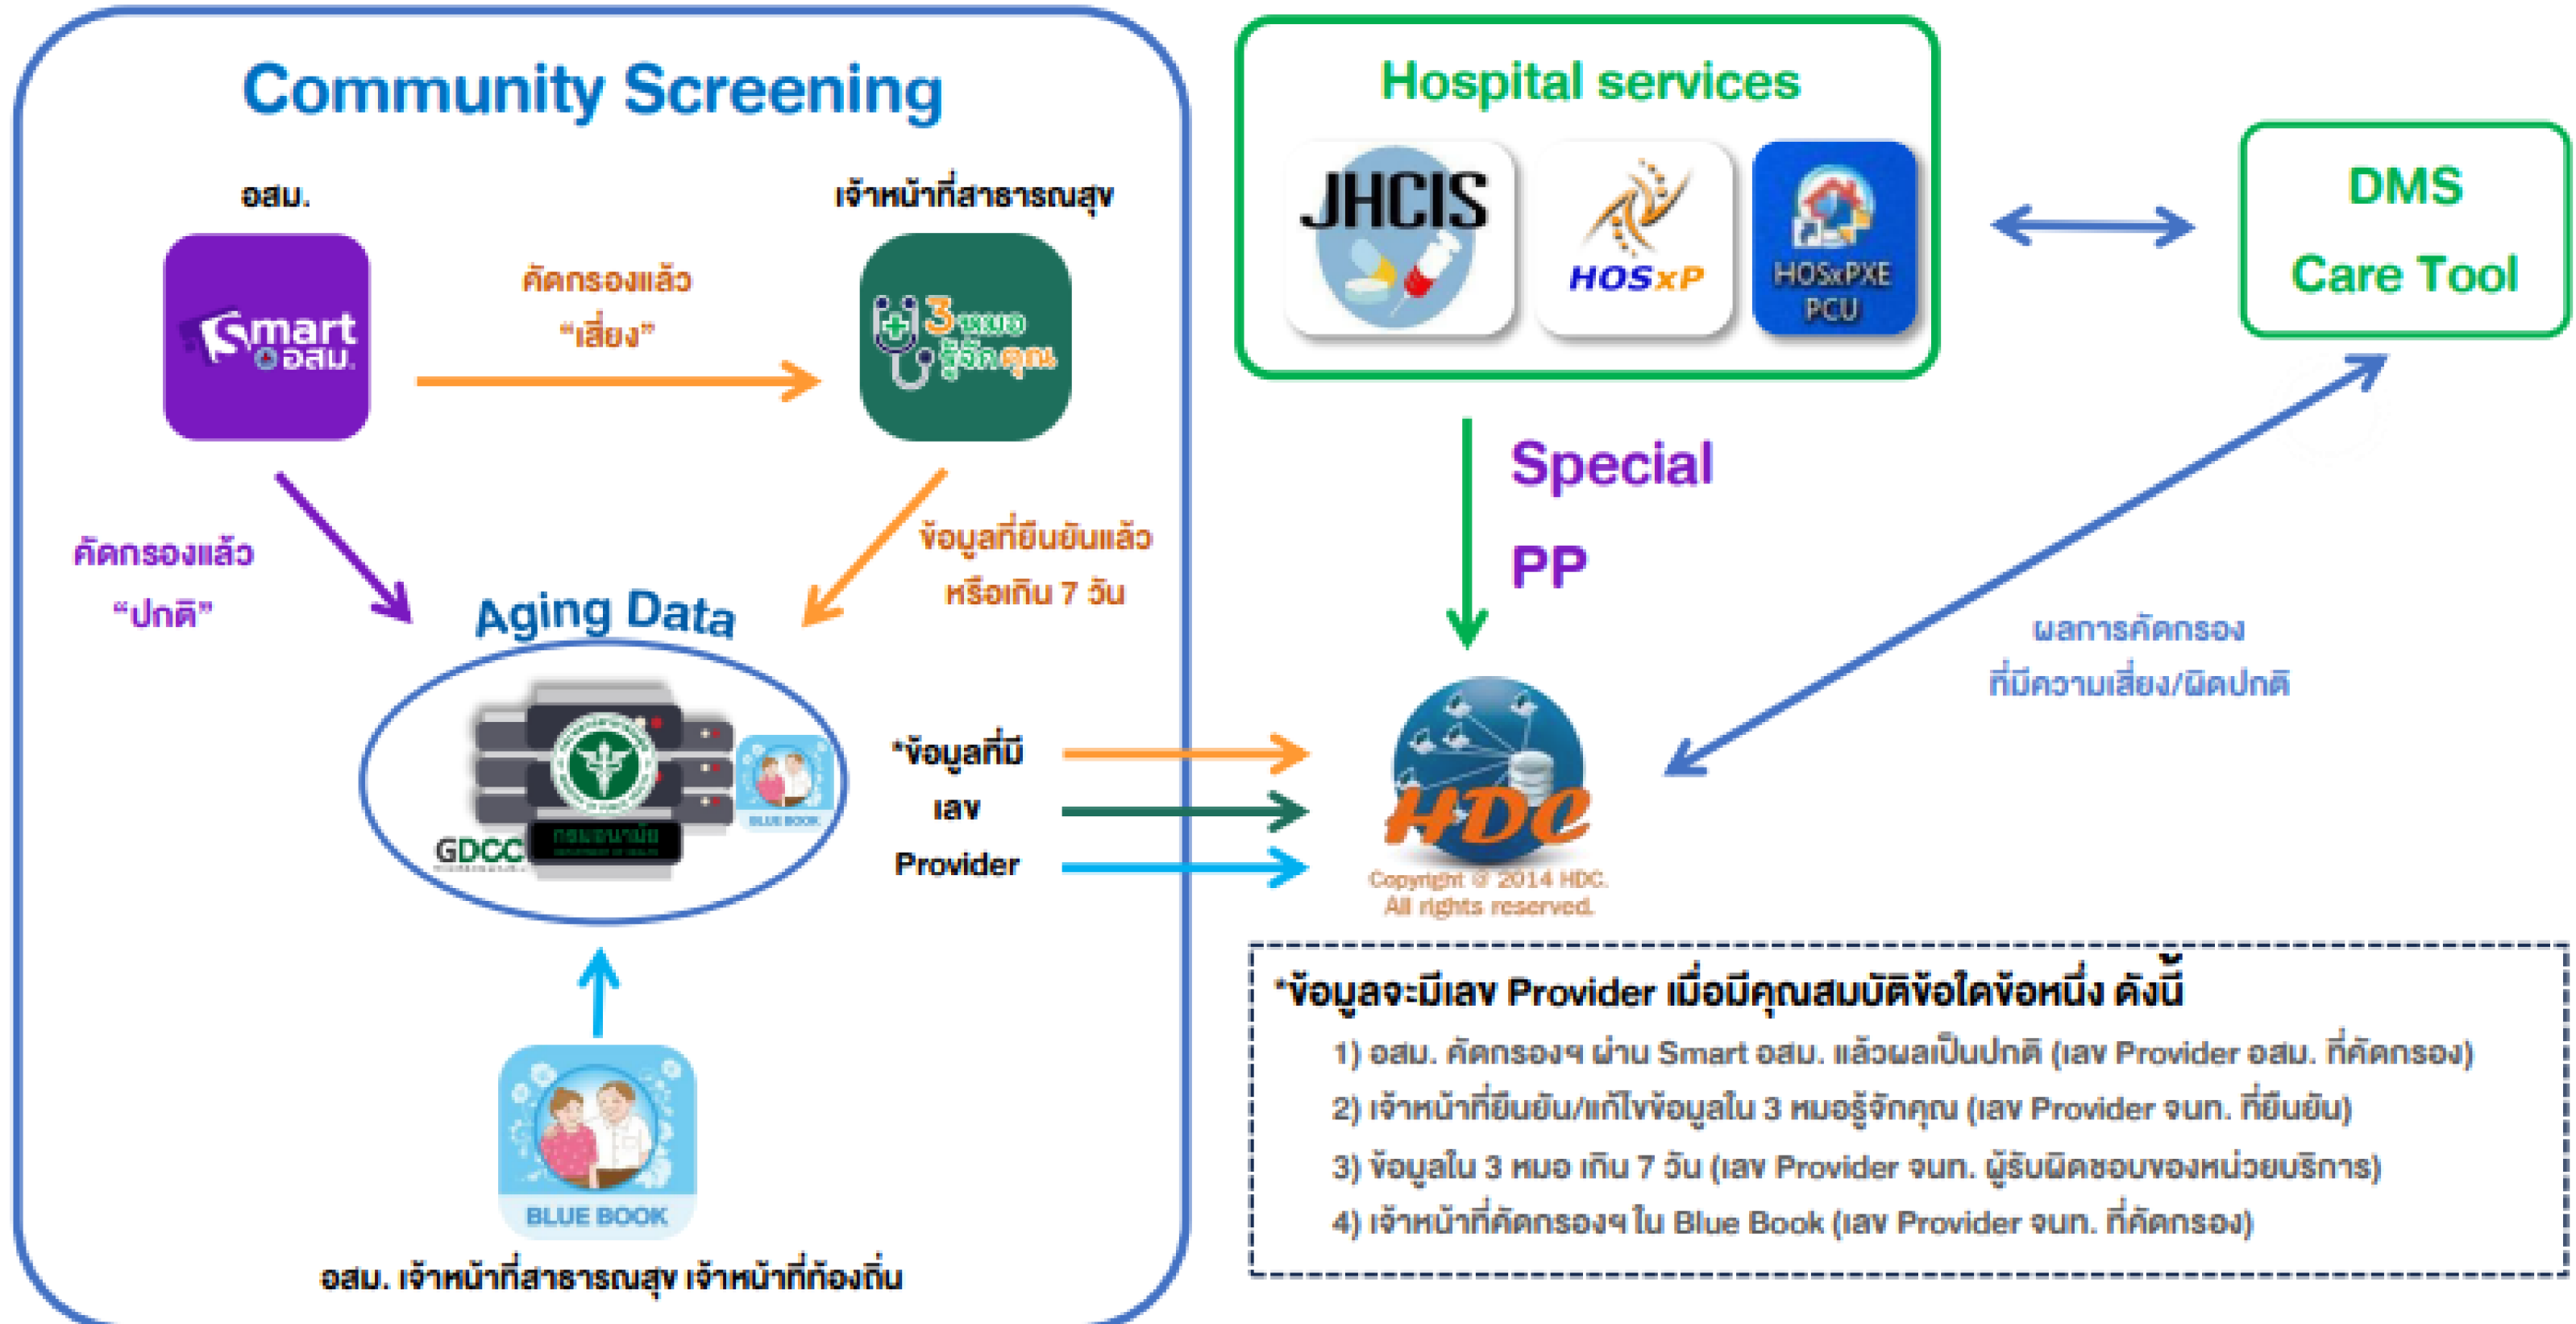 Community Screening
อสม.
เจ้าหน้าที่สาธารณสุข
Smart
อสม.
คัดกรองแล้ว
“เสี่ยง”
3 หมอ
รู้จักคุณ
คัดกรองแล้ว
“ปกติ”
ข้อมูลที่ยืนยันแล้ว
หรือเกิน 7 วัน
Aging Data
GDCC
กรมอนามัย
BLUE BOOK
*ข้อมูลที่มี
เลข
Provider
BLUE BOOK
อสม. เจ้าหน้าที่สาธารณสุข เจ้าหน้าที่ท้องถิ่น
Hospital services
JHCIS
HOSxP
HOSxPXE
PCU
DMS
Care Tool
Special
PP
ผลการคัดกรอง
ที่มีความเสี่ยง/ผิดปกติ
HDC
Copyright @ 2014 HDC.
All rights reserved.
*ข้อมูลจะมีเลข Provider เมื่อมีคุณสมบัติข้อใดข้อหนึ่ง ดังนี้
1) อสม. คัดกรองฯ ผ่าน Smart อสม. แล้วผลเป็นปกติ (เลข Provider อสม. ที่คัดกรอง)
2) เจ้าหน้าที่ยืนยัน/แก้ไขข้อมูลใน 3 หมอรู้จักคุณ (เลข Provider จนท. ที่ยืนยัน)
3) ข้อมูลใน 3 หมอ เกิน 7 วัน (เลข Provider จนท. ผู้รับผิดชอบของหน่วยบริการ)
4) เจ้าหน้าที่คัดกรองฯ ใน Blue Book (เลข Provider จนท. ที่คัดกรอง)